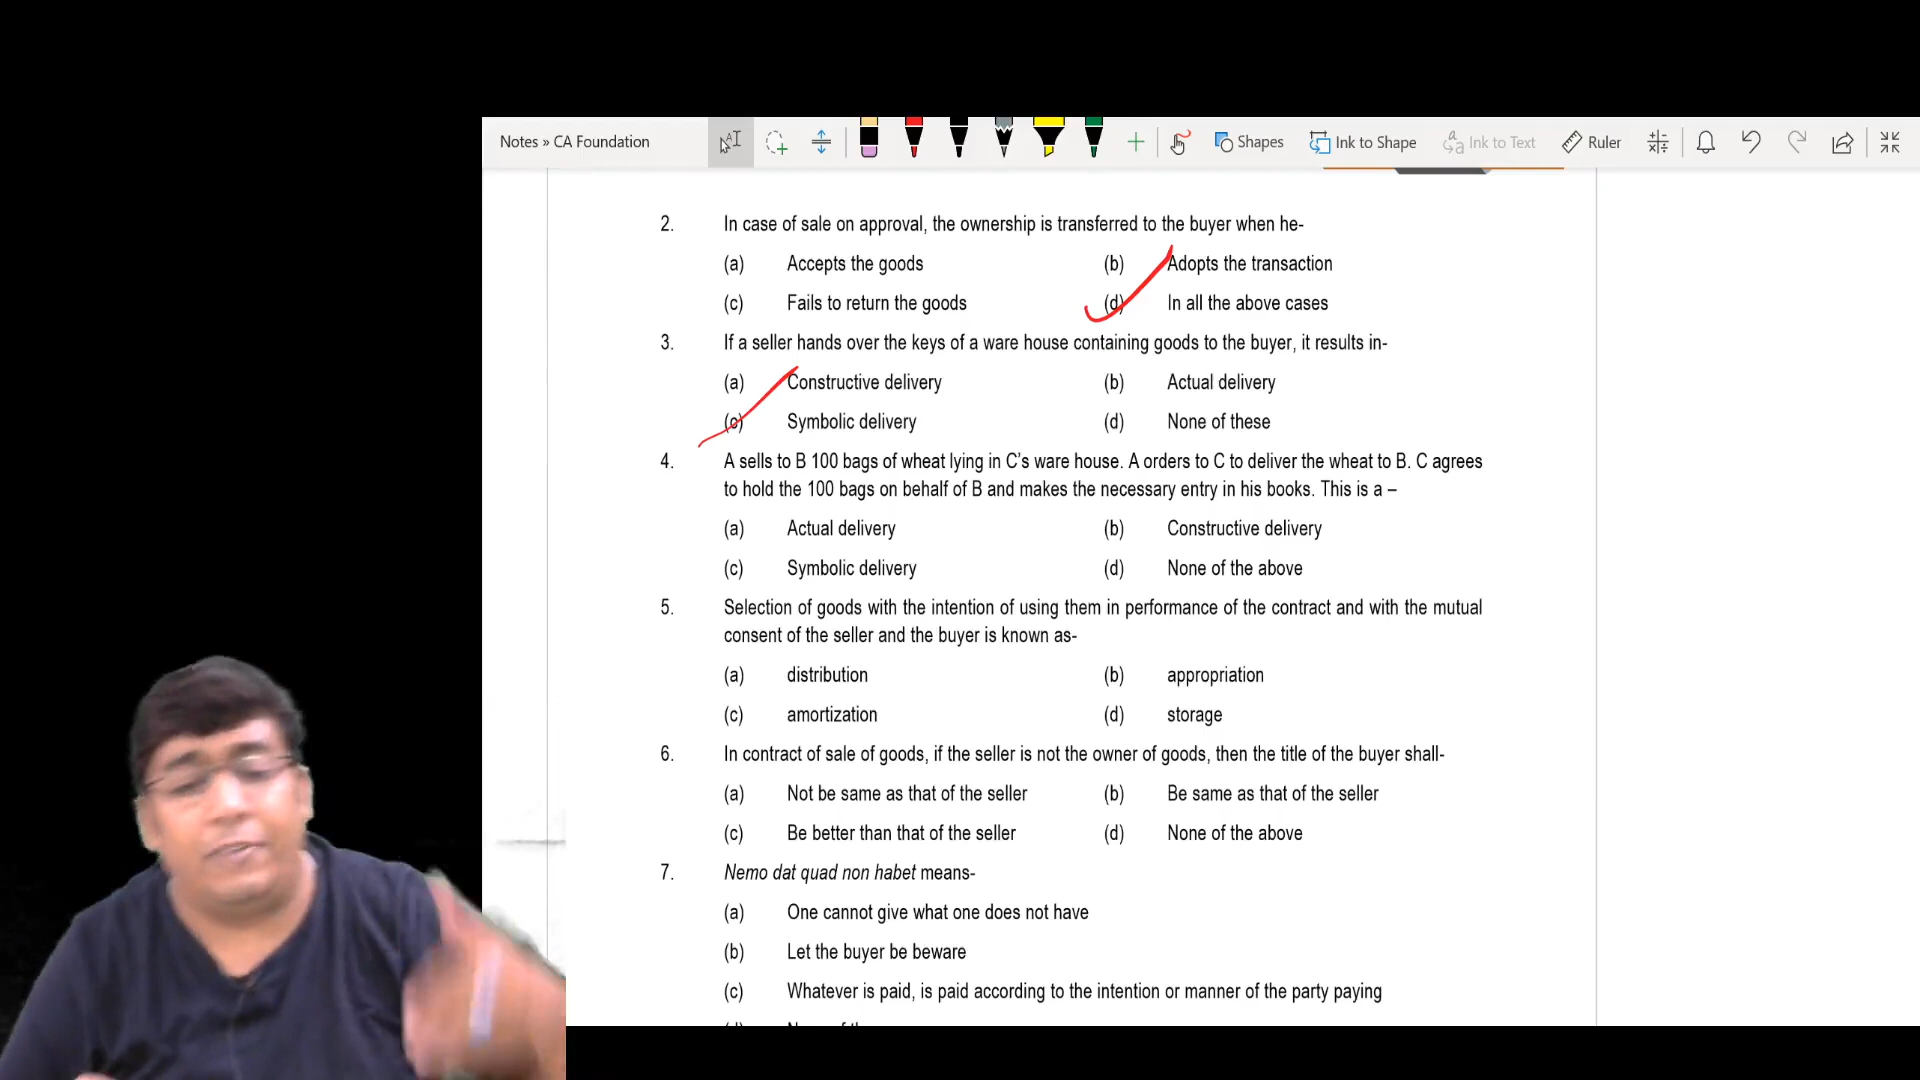 Notes » CA Foundation
Shapes
Ink to Shape
Ink to Text
Ruler
2. In case of sale on approval, the ownership is transferred to the buyer when he-
(a) Accepts the goods (b) Adopts the transaction
(c) Fails to return the goods (d) In all the above cases
3. If a seller hands over the keys of a ware house containing goods to the buyer, it results in-
(a) Constructive delivery (b) Actual delivery
(c) Symbolic delivery (d) None of these
4. A sells to B 100 bags of wheat lying in C's ware house. A orders to C to deliver the wheat to B. C agrees
to hold the 100 bags on behalf of B and makes the necessary entry in his books. This is a –
(a) Actual delivery (b) Constructive delivery
(c) Symbolic delivery (d) None of the above
5. Selection of goods with the intention of using them in performance of the contract and with the mutual
consent of the seller and the buyer is known as-
(a) distribution (b) appropriation
(c) amortization (d) storage
6. In contract of sale of goods, if the seller is not the owner of goods, then the title of the buyer shall-
(a) Not be same as that of the seller (b) Be same as that of the seller
(c) Be better than that of the seller (d) None of the above
7. Nemo dat quad non habet means-
(a) One cannot give what one does not have
(b) Let the buyer be beware
(c) Whatever is paid, is paid according to the intention or manner of the party paying